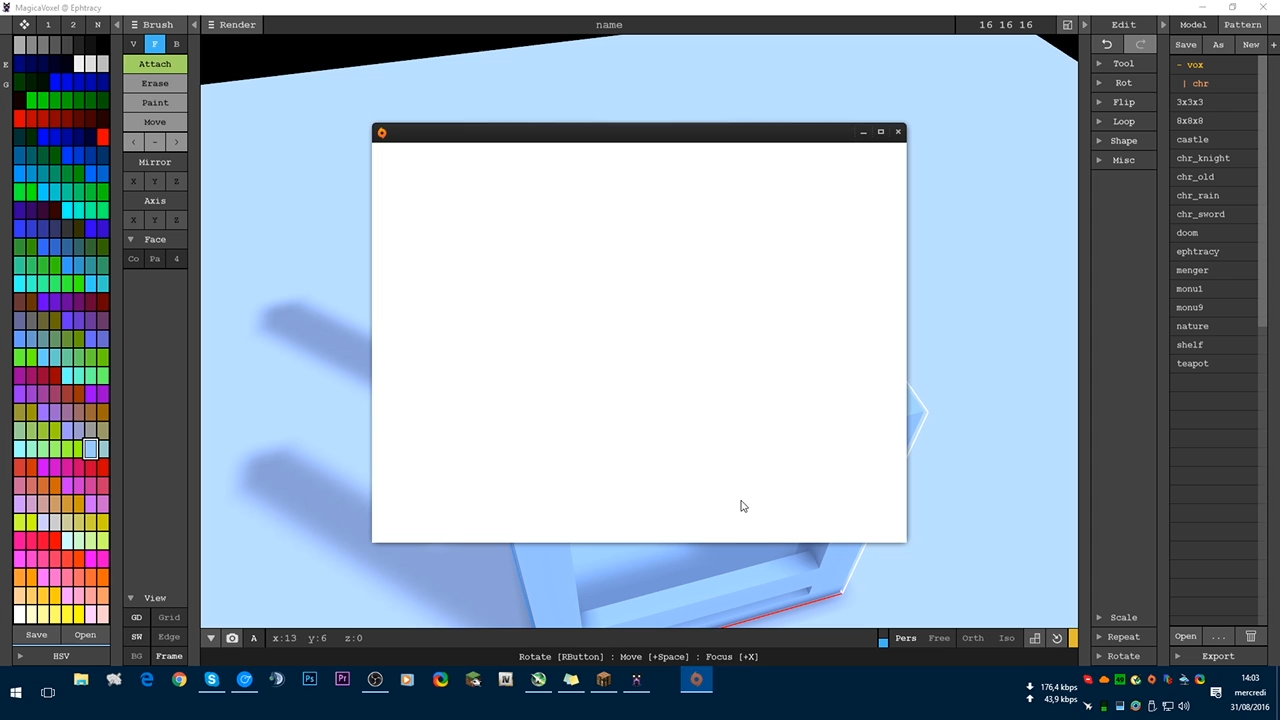 MagicaVoxel @ Ephtracy
1 2 N
Brush
Render
name
16 16 16
Edit
Model Pattern
V F B
Save As New +
E
G
Attach
Erase
Paint
Move
< - >
Mirror
X Y Z
Axis
X Y Z
Face
Co Pa 4
Tool
Rot
Flip
Loop
Shape
Misc
- vox
| chr
3x3x3
8x8x8
castle
chr_knight
chr_old
chr_rain
chr_sword
doom
ephtracy
menger
monu1
monu9
nature
shelf
teapot
View
GD Grid
SW Edge
BG Frame
Save Open
HSV
A x:13 y:6 z:0
Pers Free Orth Iso
Rotate [RButton] : Move [+Space] : Focus [+X]
Scale
Repeat
Rotate
Open ...
Export
Ps Pr
176,4 kbps
43,9 kbps
14:03
mercredi
31/08/2016